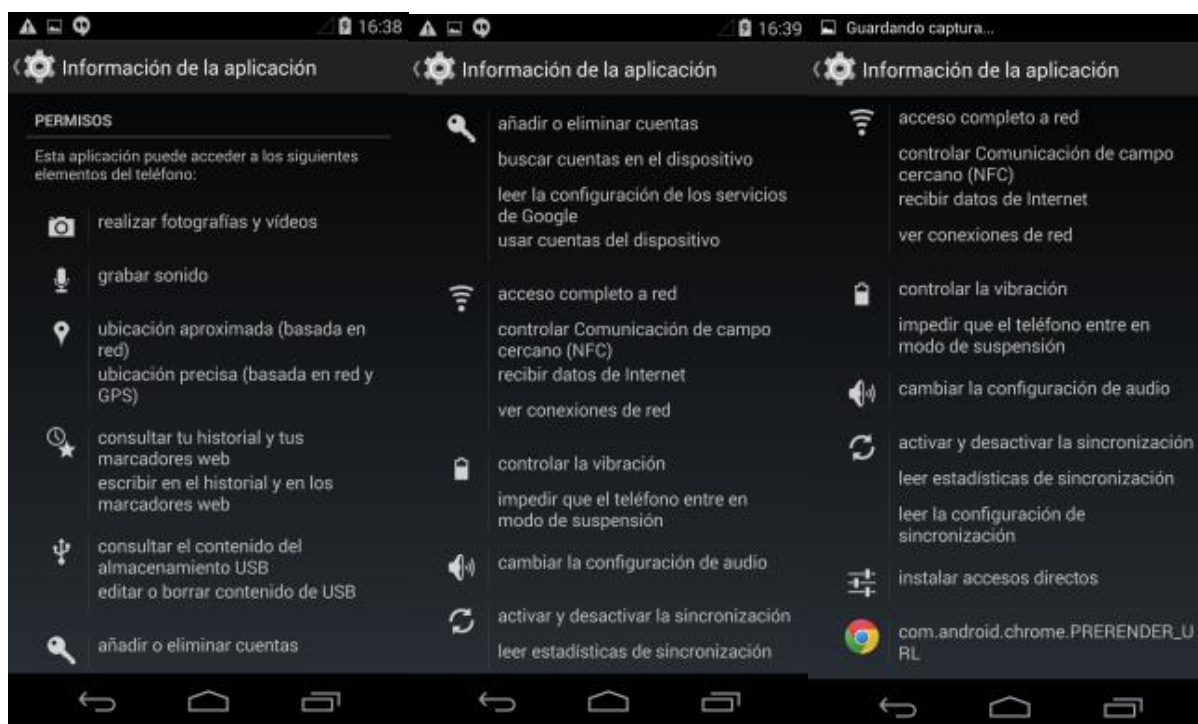 16:38
Información de la aplicación
PERMISOS
Esta aplicación puede acceder a los siguientes
elementos del teléfono:
realizar fotografías y vídeos
grabar sonido
ubicación aproximada (basada en
red)
ubicación precisa (basada en red y
GPS)
consultar tu historial y tus
marcadores web
escribir en el historial y en los
marcadores web
consultar el contenido del
almacenamiento USB
editar o borrar contenido de USB
añadir o eliminar cuentas
16:39
Información de la aplicación
añadir o eliminar cuentas
buscar cuentas en el dispositivo
leer la configuración de los servicios
de Google
usar cuentas del dispositivo
acceso completo a red
controlar Comunicación de campo
cercano (NFC)
recibir datos de Internet
ver conexiones de red
controlar la vibración
impedir que el teléfono entre en
modo de suspensión
cambiar la configuración de audio
activar y desactivar la sincronización
leer estadísticas de sincronización
Guardando captura...
Información de la aplicación
acceso completo a red
controlar Comunicación de campo
cercano (NFC)
recibir datos de Internet
ver conexiones de red
controlar la vibración
impedir que el teléfono entre en
modo de suspensión
cambiar la configuración de audio
activar y desactivar la sincronización
leer estadísticas de sincronización
leer la configuración de
sincronización
instalar accesos directos
com.android.chrome.PRERENDER_U
RL